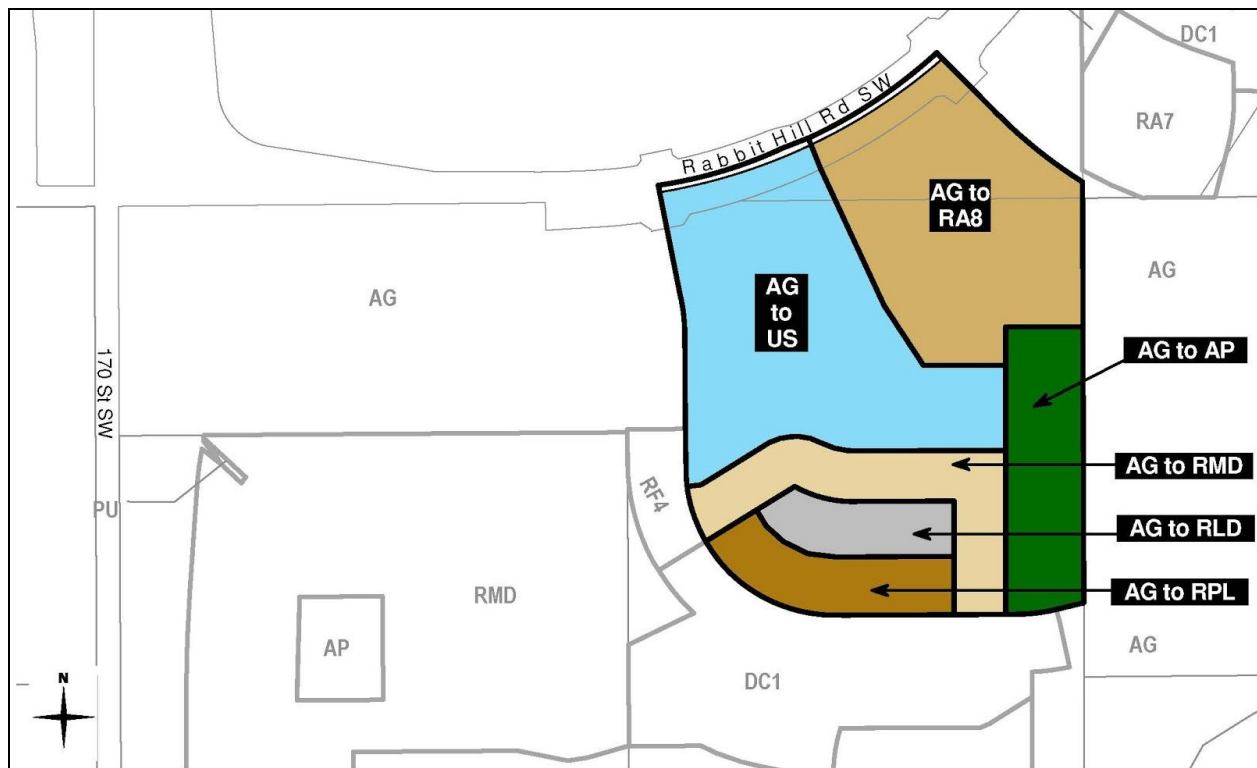 DC1
Rabbit Hill Rd SW
RA7
AG to
RA8
AG
AG
AG
to
US
AG to AP
170 St SW
AG to RMD
RF4
PU
AG to RLD
RMD
AG to RPL
AP
AG
DC1
N